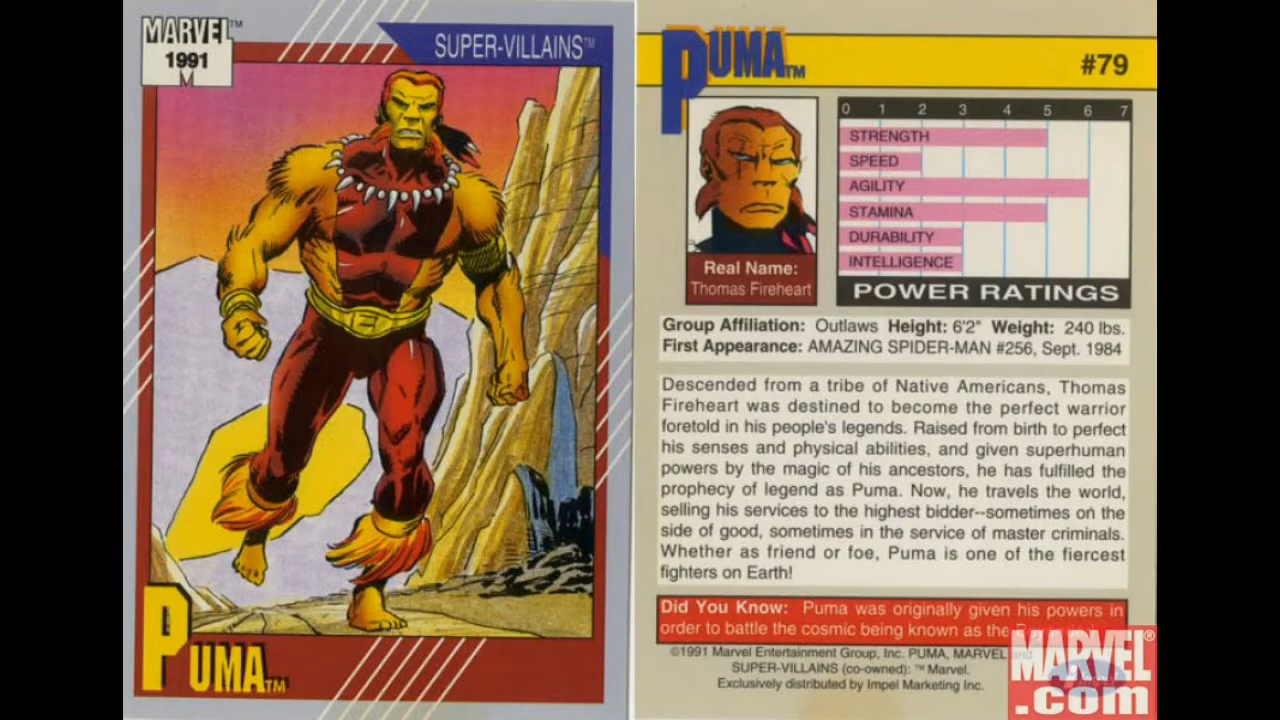 MARVEL™
1991
M
SUPER-VILLAINS™
PUMA™
PUMA™
#79
0 1 2 3 4 5 6 7
STRENGTH
SPEED
AGILITY
STAMINA
DURABILITY
INTELLIGENCE
POWER RATINGS
Real Name:
Thomas Fireheart
Group Affiliation: Outlaws Height: 6'2" Weight: 240 lbs.
First Appearance: AMAZING SPIDER-MAN #256, Sept. 1984
Descended from a tribe of Native Americans, Thomas
Fireheart was destined to become the perfect warrior
foretold in his people's legends. Raised from birth to perfect
his senses and physical abilities, and given superhuman
powers by the magic of his ancestors, he has fulfilled the
prophecy of legend as Puma. Now, he travels the world,
selling his services to the highest bidder--sometimes on the
side of good, sometimes in the service of master criminals.
Whether as friend or foe, Puma is one of the fiercest
fighters on Earth!
Did You Know: Puma was originally given his powers in
order to battle the cosmic being known as the
©1991 Marvel Entertainment Group, Inc. PUMA, MARVEL
SUPER-VILLAINS (co-owned): ™ Marvel.
Exclusively distributed by Impel Marketing Inc.
MARVEL®
.com